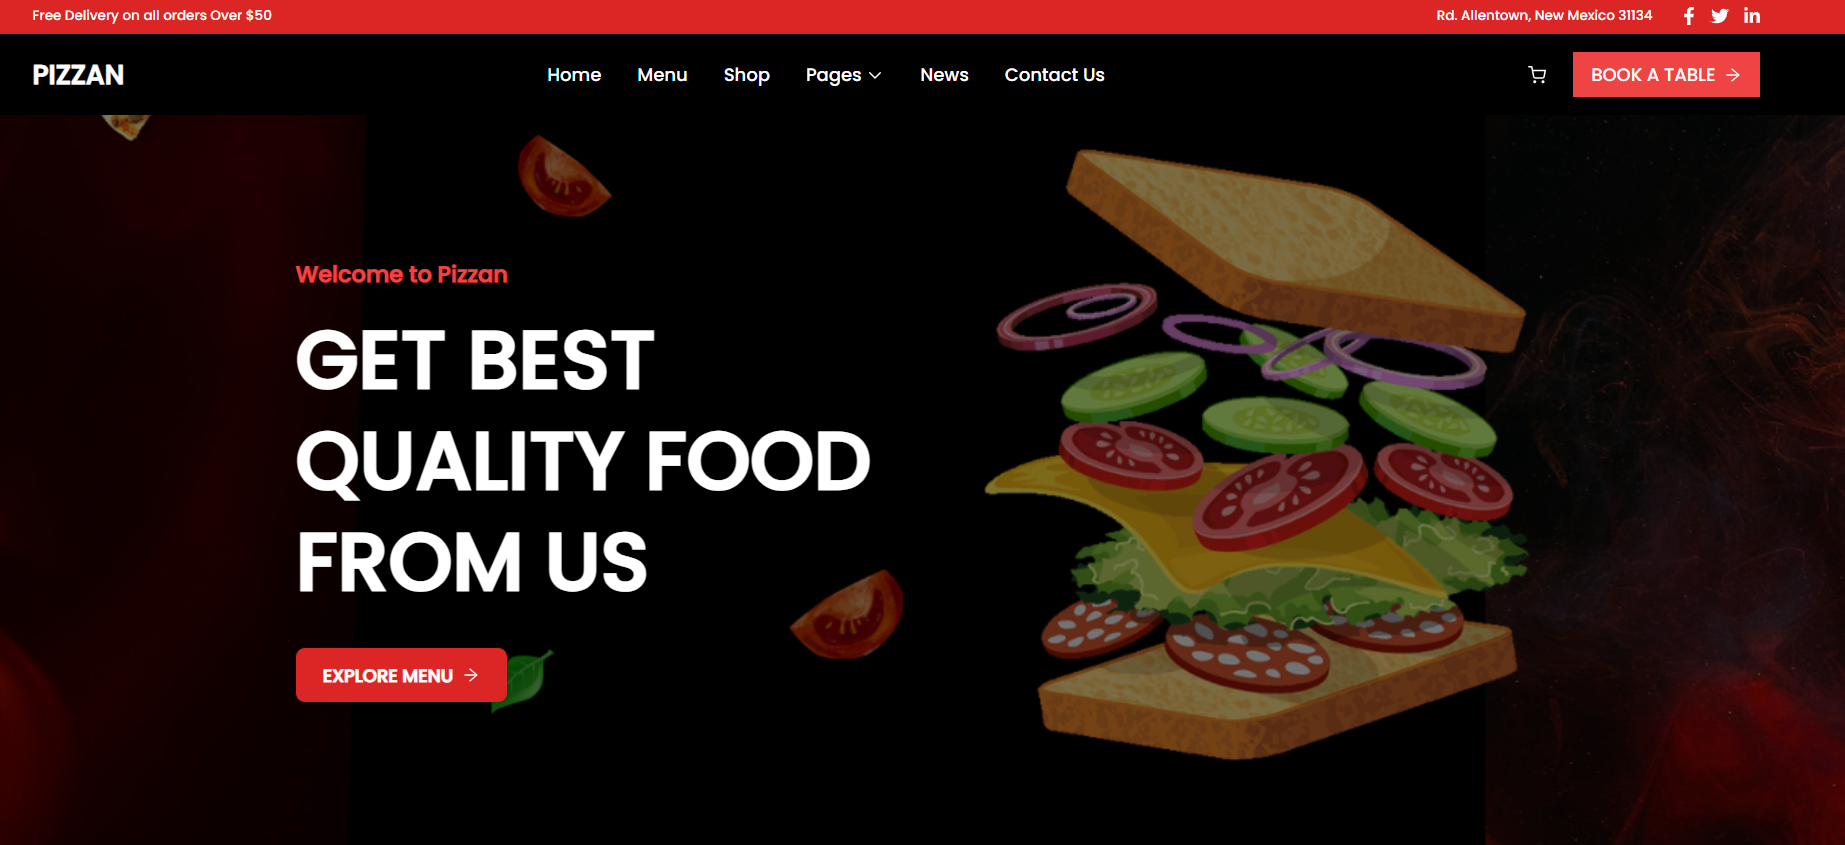 Free Delivery on all orders Over $50
Rd. Allentown, New Mexico 31134
PIZZAN
Home
Menu
Shop
Pages
News
Contact Us
BOOK A TABLE
Welcome to Pizzan
GET BEST
QUALITY FOOD
FROM US
EXPLORE MENU